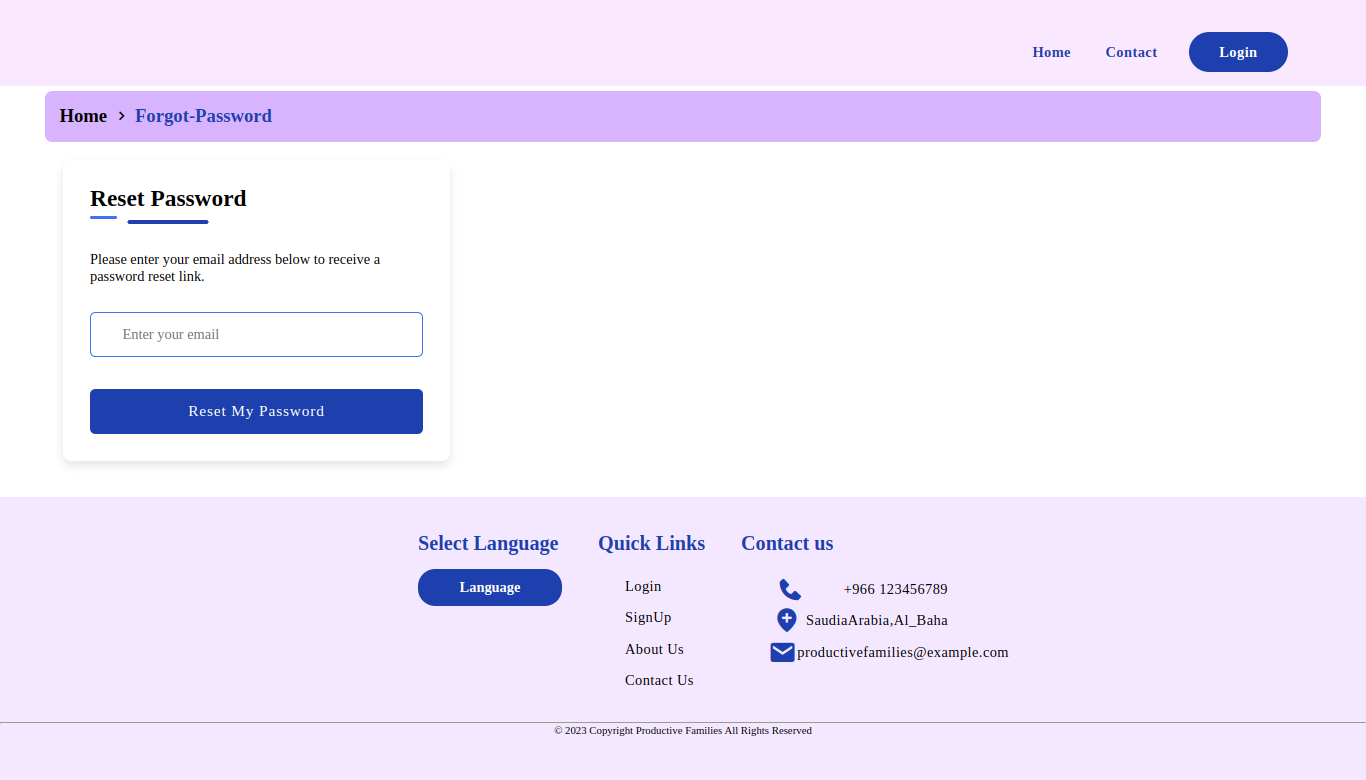 Home Contact Login
Home > Forgot-Password
Reset Password
Please enter your email address below to receive a
password reset link.
Enter your email
Reset My Password
Select Language
Language
Quick Links
Login
SignUp
About Us
Contact Us
Contact us
+966 123456789
SaudiaArabia,Al_Baha
productivefamilies@example.com
© 2023 Copyright Productive Families All Rights Reserved